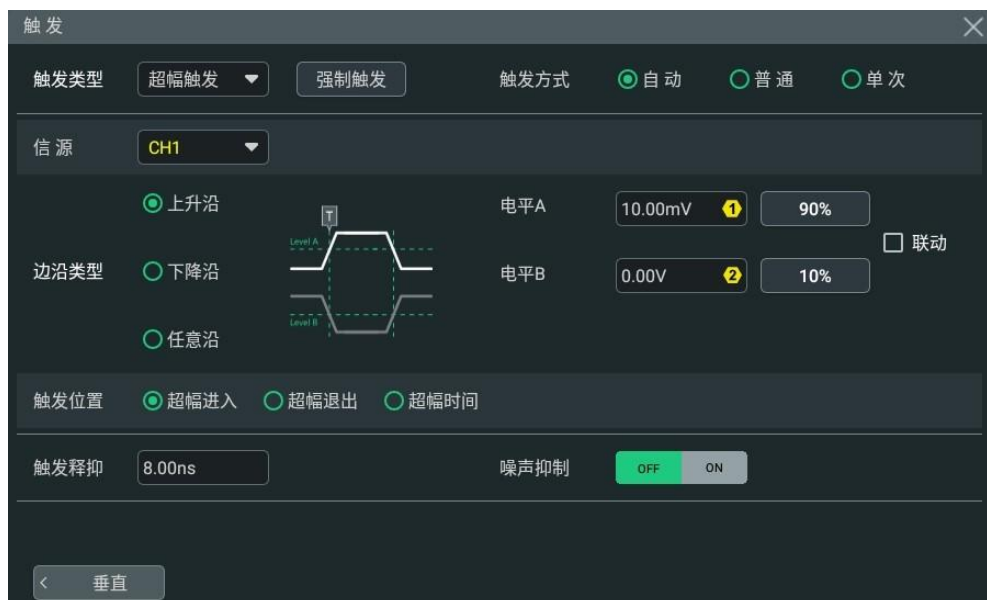 触发
触发类型 超幅触发 强制触发 触发方式 自动 普通 单次
信源 CH1
上升沿
T
Level A
电平A 10.00mV 1 90%
联动
边沿类型 下降沿
电平B 0.00V 2 10%
Level B
任意沿
触发位置 超幅进入 超幅退出 超幅时间
触发释抑 8.00ns 噪声抑制 OFF ON
< 垂直